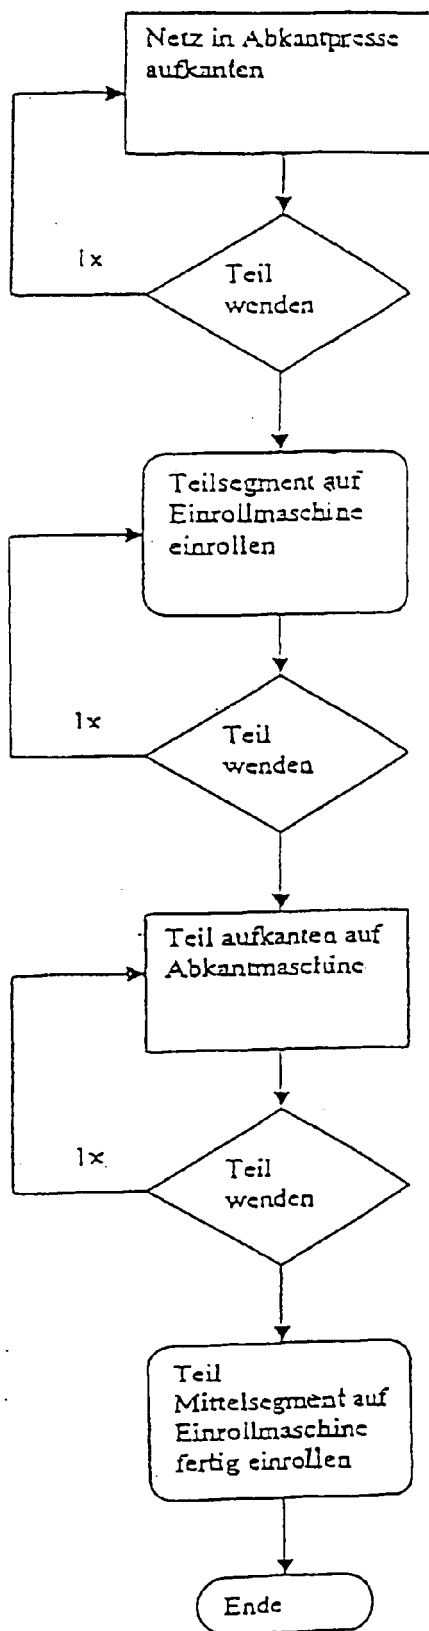 Netz in Abkantpresse
aufkanten
1x
Teil
wenden
Teilsegment auf
Einrollmaschine
einrollen
1x
Teil
wenden
Teil aufkanten auf
Abkantmaschine
1x
Teil
wenden
Teil
Mittelsegment auf
Einrollmaschine
fertig einrollen
Ende